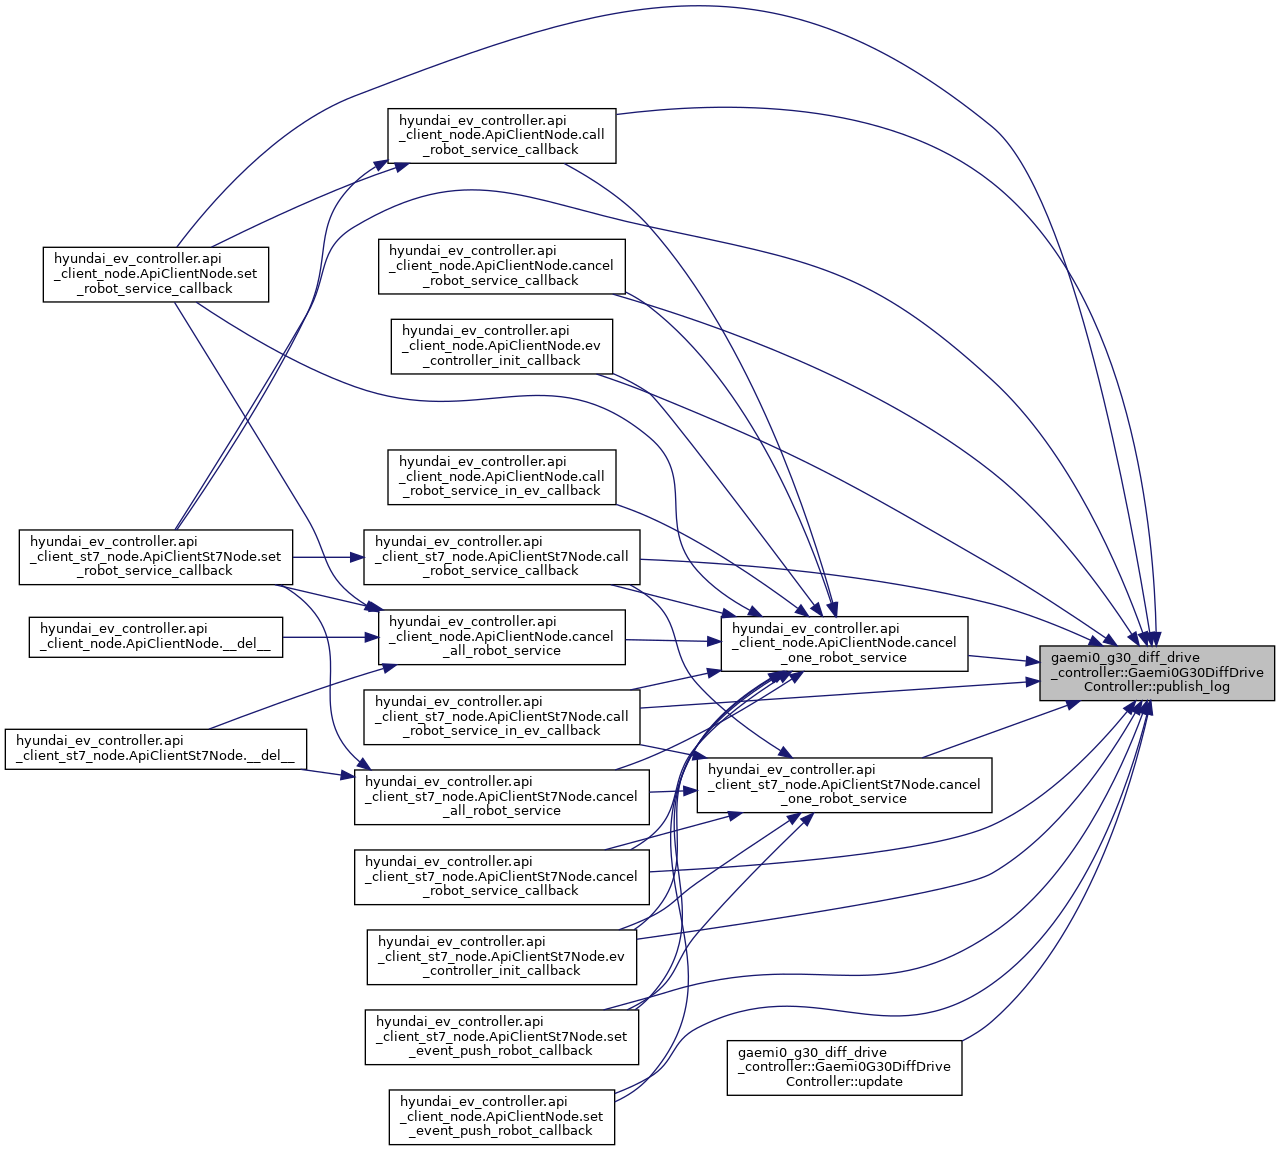 hyundai_ev_controller.api
_client_node.ApiClientNode.call
_robot_service_callback
hyundai_ev_controller.api
_client_node.ApiClientNode.set
_robot_service_callback
hyundai_ev_controller.api
_client_node.ApiClientNode.cancel
_robot_service_callback
hyundai_ev_controller.api
_client_node.ApiClientNode.ev
_controller_init_callback
hyundai_ev_controller.api
_client_node.ApiClientNode.call
_robot_service_in_ev_callback
hyundai_ev_controller.api
_client_st7_node.ApiClientSt7Node.set
_robot_service_callback
hyundai_ev_controller.api
_client_st7_node.ApiClientSt7Node.call
_robot_service_callback
hyundai_ev_controller.api
_client_node.ApiClientNode.__del__
hyundai_ev_controller.api
_client_node.ApiClientNode.cancel
_all_robot_service
hyundai_ev_controller.api
_client_node.ApiClientNode.cancel
_one_robot_service
gaemi0_g30_diff_drive
_controller::Gaemi0G30DiffDrive
Controller::publish_log
hyundai_ev_controller.api
_client_st7_node.ApiClientSt7Node.call
_robot_service_in_ev_callback
hyundai_ev_controller.api
_client_st7_node.ApiClientSt7Node.__del__
hyundai_ev_controller.api
_client_st7_node.ApiClientSt7Node.cancel
_all_robot_service
hyundai_ev_controller.api
_client_st7_node.ApiClientSt7Node.cancel
_one_robot_service
hyundai_ev_controller.api
_client_st7_node.ApiClientSt7Node.cancel
_robot_service_callback
hyundai_ev_controller.api
_client_st7_node.ApiClientSt7Node.ev
_controller_init_callback
hyundai_ev_controller.api
_client_st7_node.ApiClientSt7Node.set
_event_push_robot_callback
gaemi0_g30_diff_drive
_controller::Gaemi0G30DiffDrive
Controller::update
hyundai_ev_controller.api
_client_node.ApiClientNode.set
_event_push_robot_callback